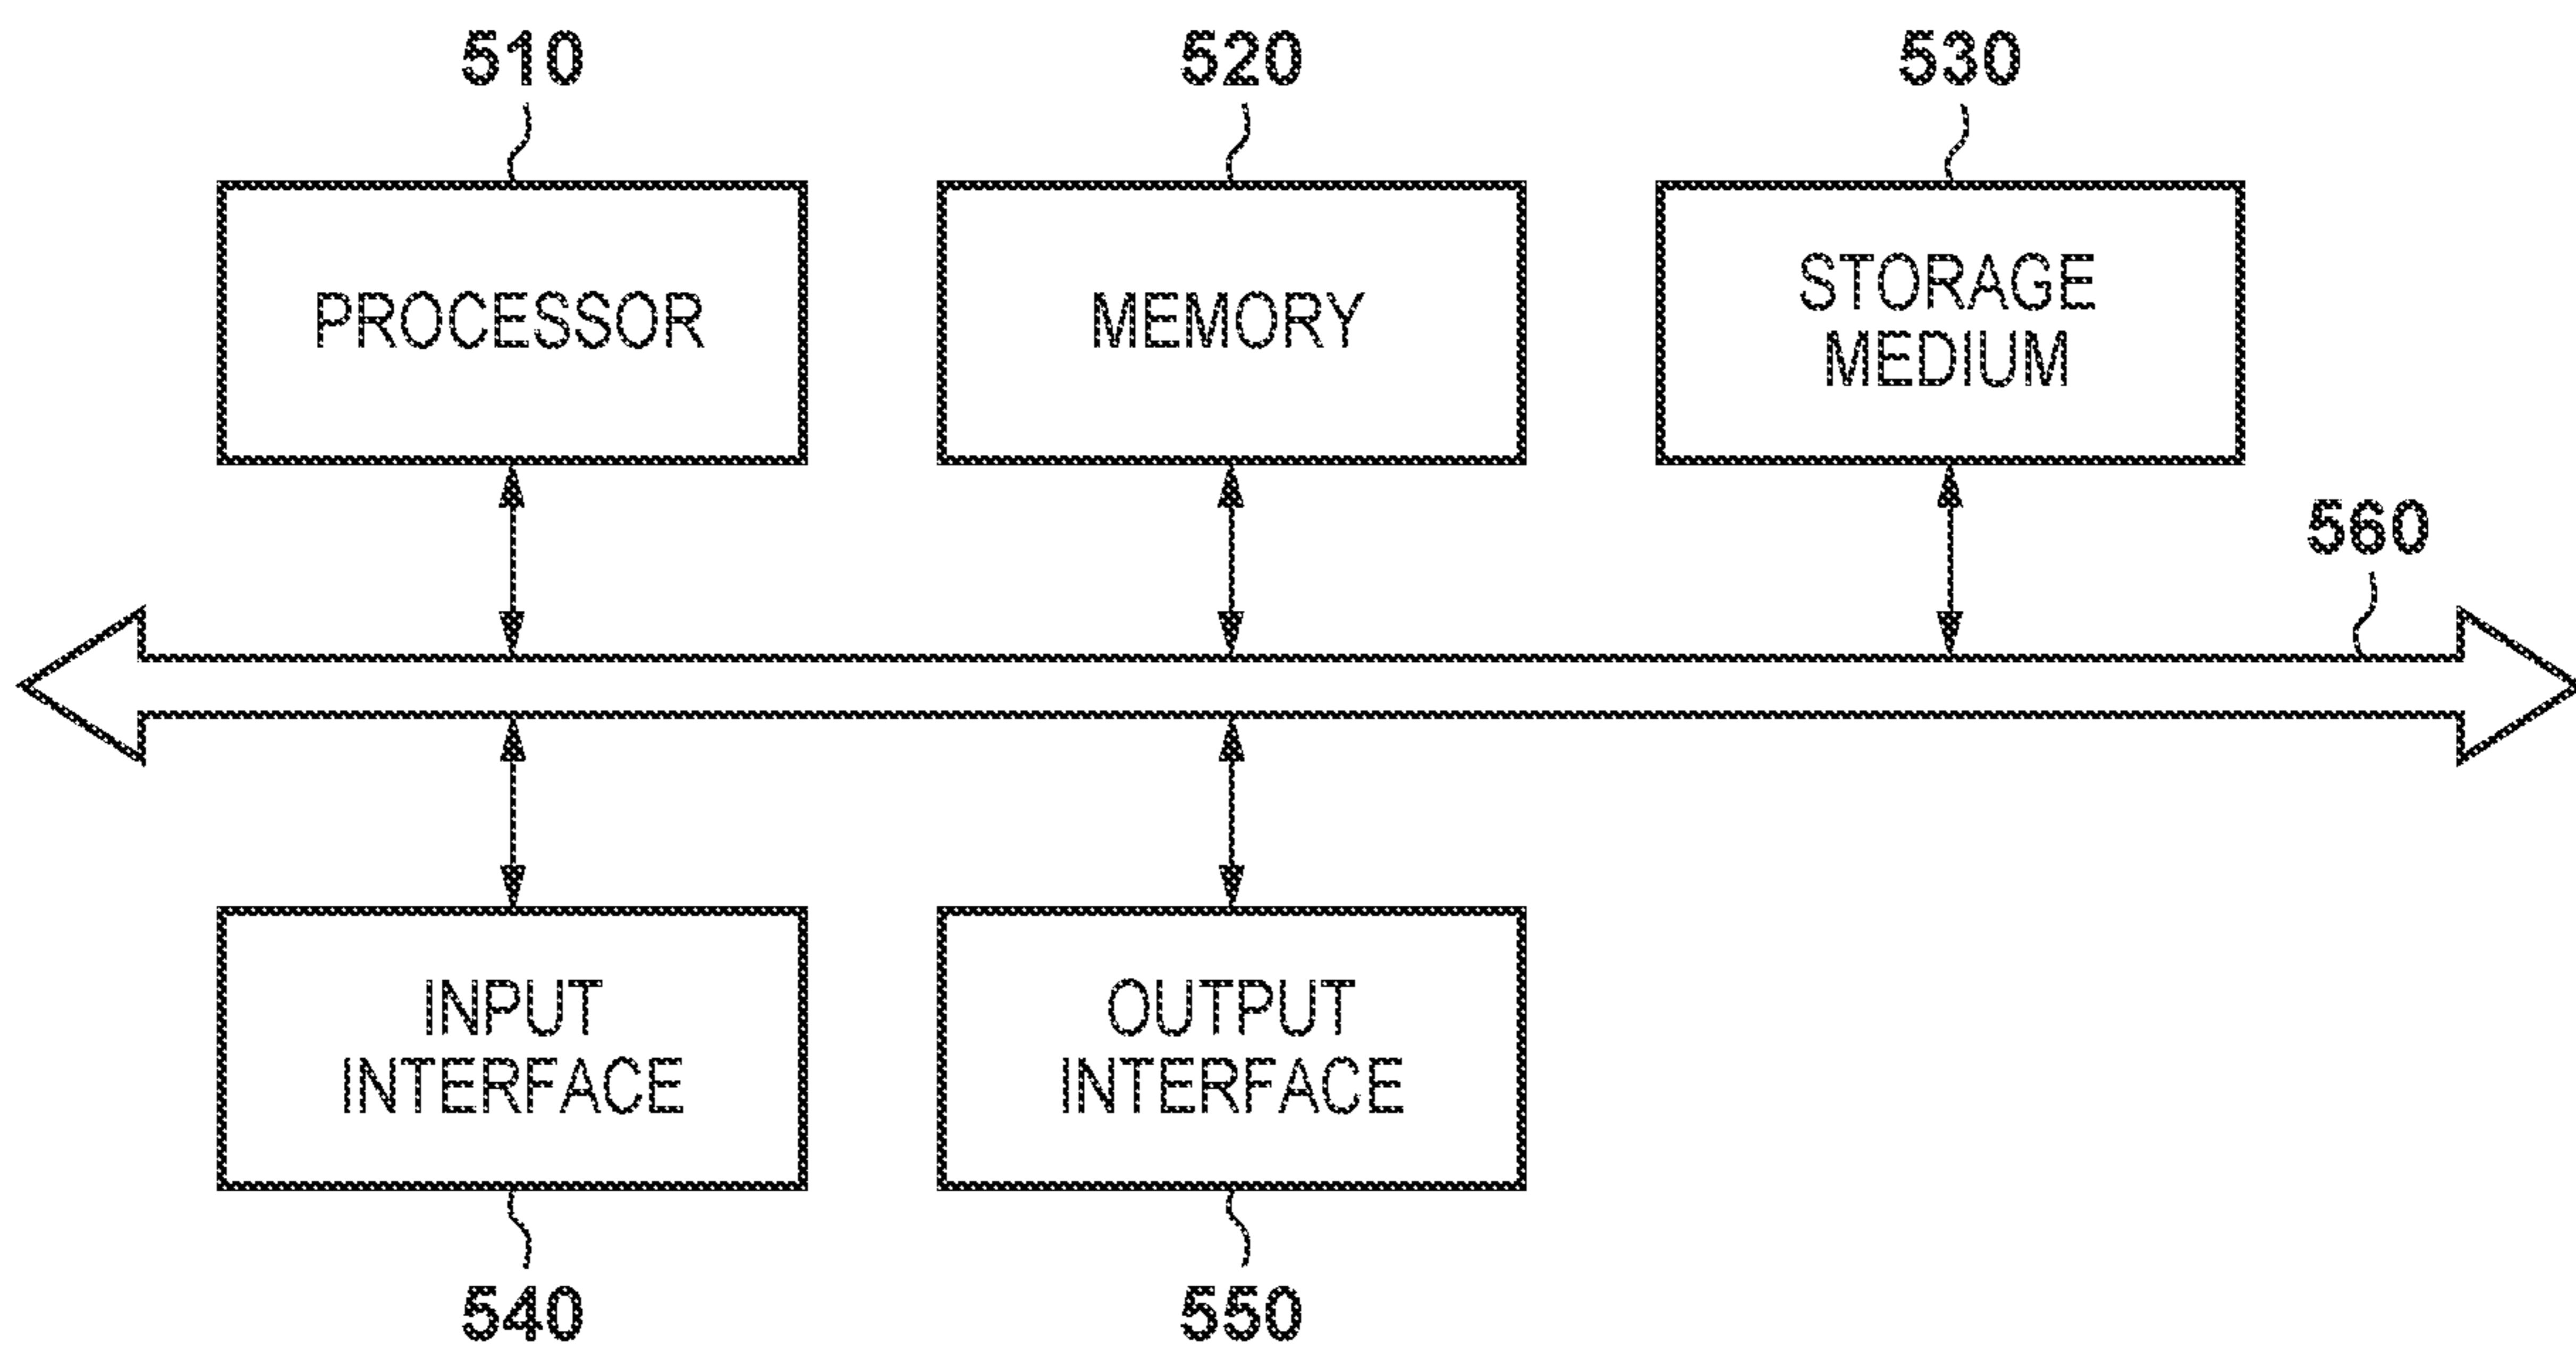 510
520
530
PROCESSOR
MEMORY
STORAGE
MEDIUM
560
INPUT
INTERFACE
OUTPUT
INTERFACE
540
550